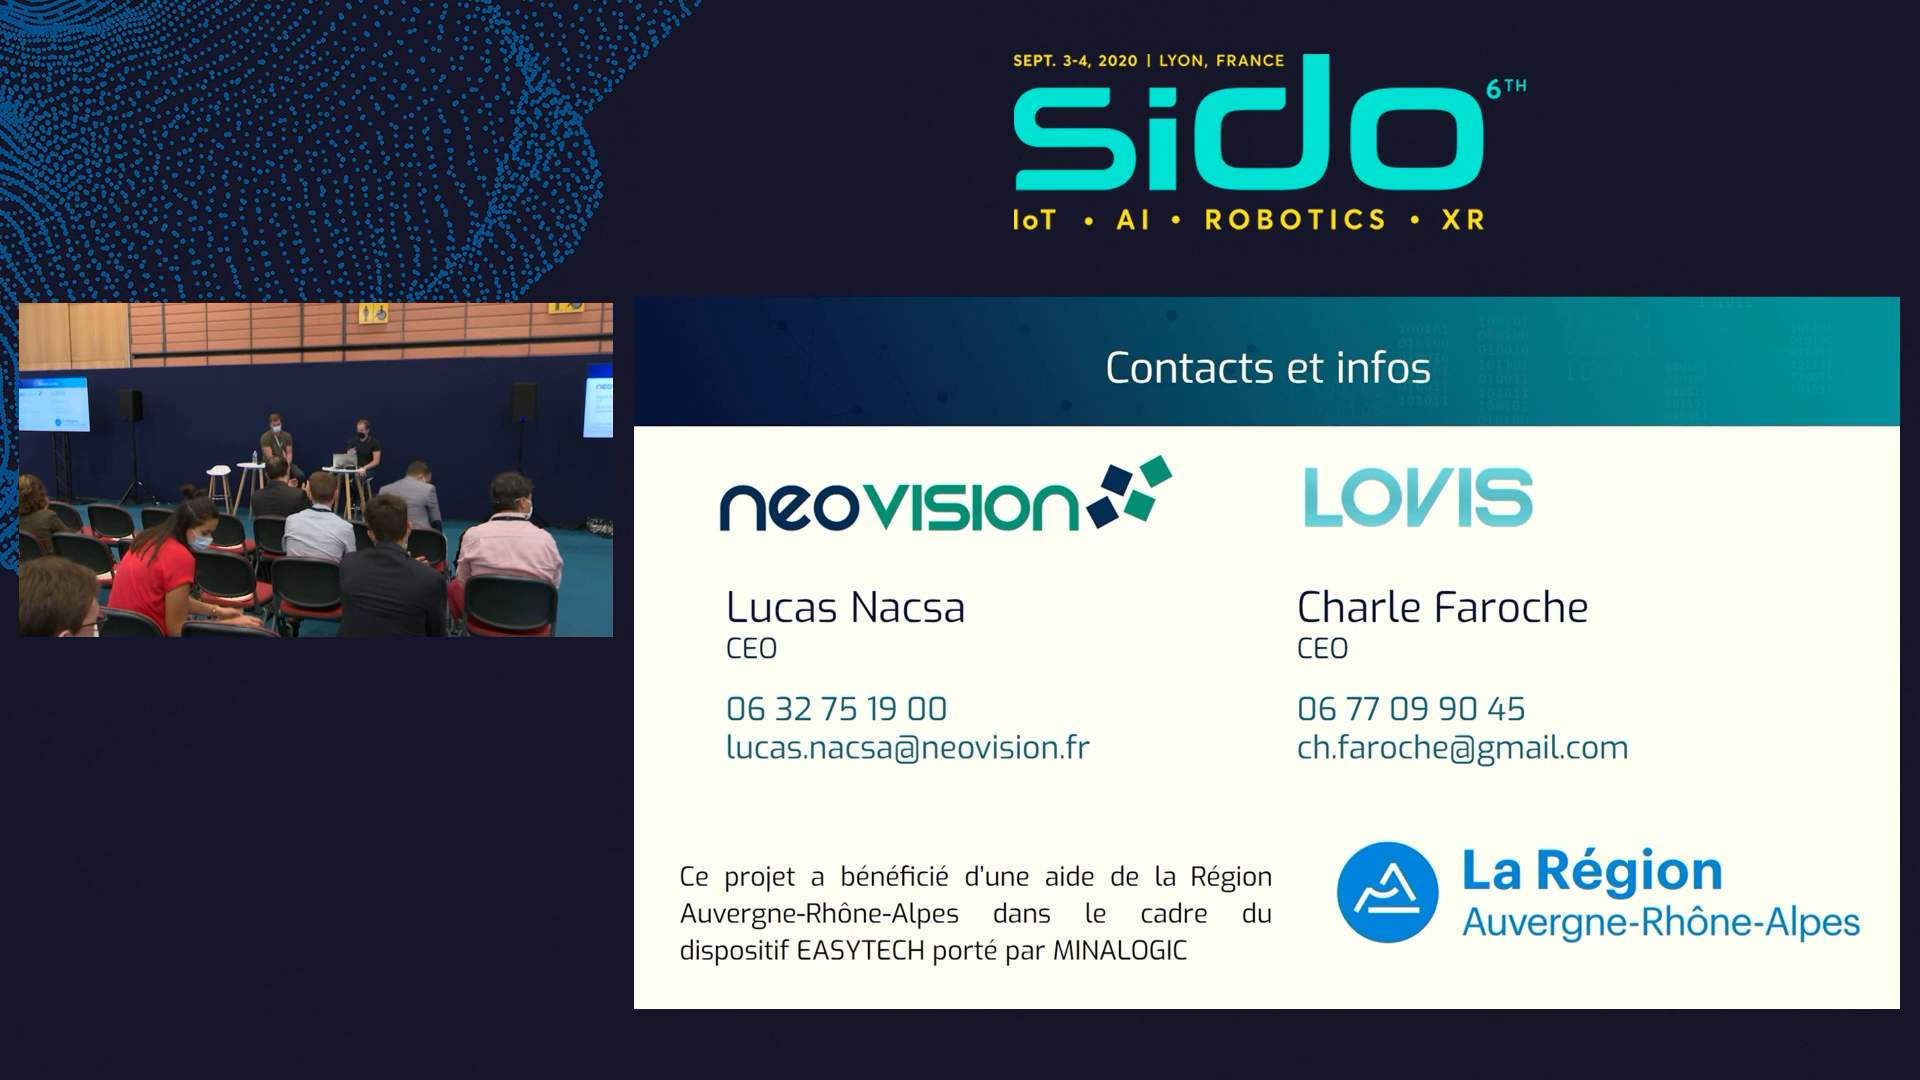 SEPT. 3-4, 2020 | LYON, FRANCE
sido 6TH
IoT • AI • ROBOTICS • XR
Contacts et infos
neovision
LOVIS
Lucas Nacsa
CEO
06 32 75 19 00
lucas.nacsa@neovision.fr
Charle Faroche
CEO
06 77 09 90 45
ch.faroche@gmail.com
Ce projet a bénéficié d'une aide de la Région
Auvergne-Rhône-Alpes dans le cadre du
dispositif EASYTECH porté par MINALOGIC
La Région
Auvergne-Rhône-Alpes